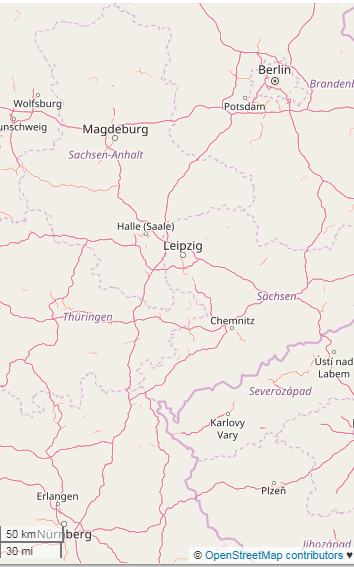 Berlin
Brandenb
Wolfsburg
Potsdam
unschweig
Magdeburg
Sachsen-Anhalt
Halle (Saale)
Leipzig
Sachsen
Thüringen
Chemnitz
Ústí nad
Labem
Severozápad
Karlovy
Vary
Plzeň
Erlangen
50 km
Nürnberg
Jihozápad
30 mi
© OpenStreetMap contributors ♥